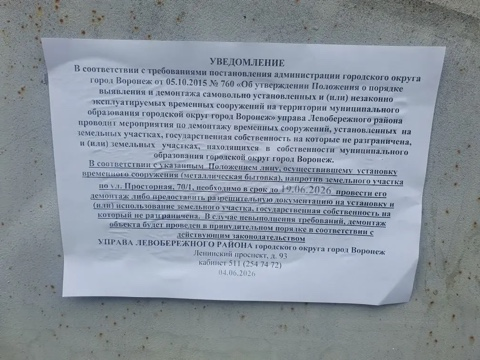 УВЕДОМЛЕНИЕ
В соответствии с требованиями постановления администрации городского округа
город Воронеж от 05.10.2015 № 760 «Об утверждении Положения о порядке
выявления и демонтажа самовольно установленных и (или) незаконно
эксплуатируемых временных сооружений на территории муниципального
образования городской округ город Воронеж» управа Левобережного района
проводит мероприятия по демонтажу временных сооружений, установленных на
земельных участках, государственная собственность на которые не разграничена,
и (или) земельных участках, находящихся в собственности муниципального
образования городской округ город Воронеж.
В соответствии с указанным Положением лицу, осуществившему установку
временного сооружения (металлическая бытовка), напротив земельного участка
по ул. Просторная, 70/1, необходимо в срок до 19.06.2026 провести его
демонтаж либо предоставить разрешительную документацию на установку и
(или) использование земельного участка, государственная собственность на
который не разграничена. В случае невыполнения требований, демонтаж
объекта будет проведен в принудительном порядке в соответствии с
действующим законодательством
УПРАВА ЛЕВОБЕРЕЖНОГО РАЙОНА городского округа город Воронеж
Ленинский проспект, д. 93
кабинет 511 (254 74 72)
04.06.2026